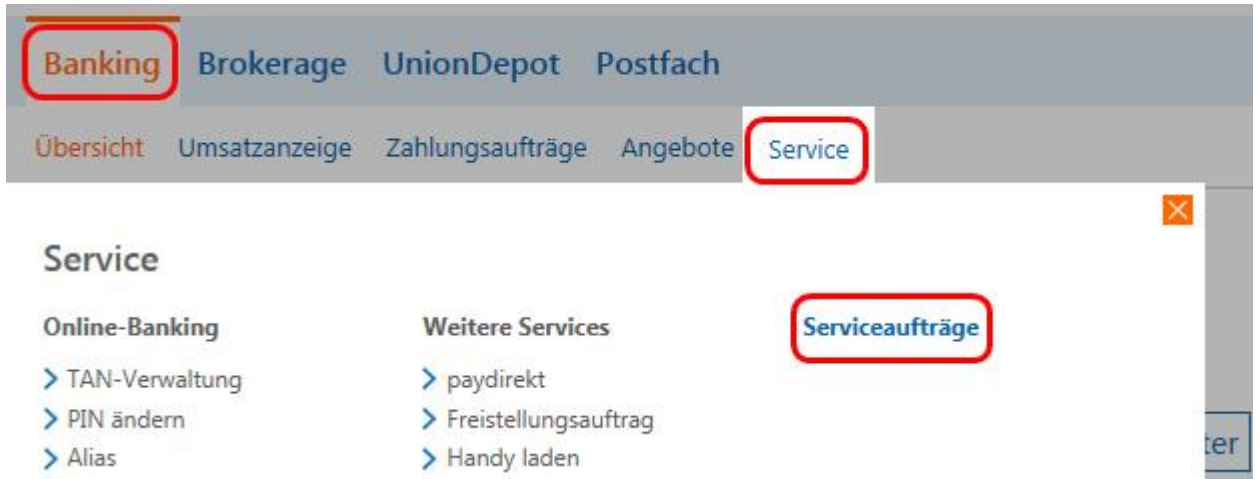 Banking Brokerage UnionDepot Postfach
Übersicht Umsatzanzeige Zahlungsaufträge Angebote Service
Service
Online-Banking Weitere Services Serviceaufträge
TAN-Verwaltung paydirekt
PIN ändern Freistellungsauftrag
Alias Handy laden
ter